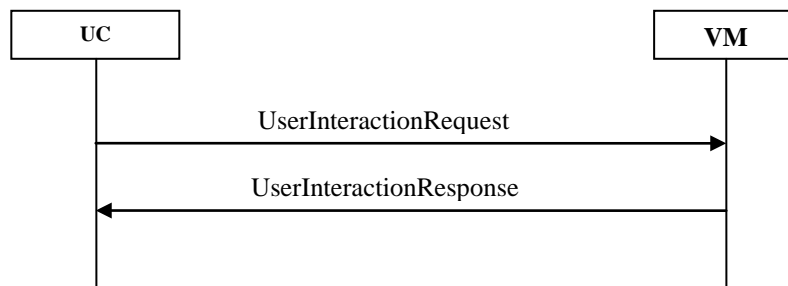 UC
VM
UserInteractionRequest
UserInteractionResponse